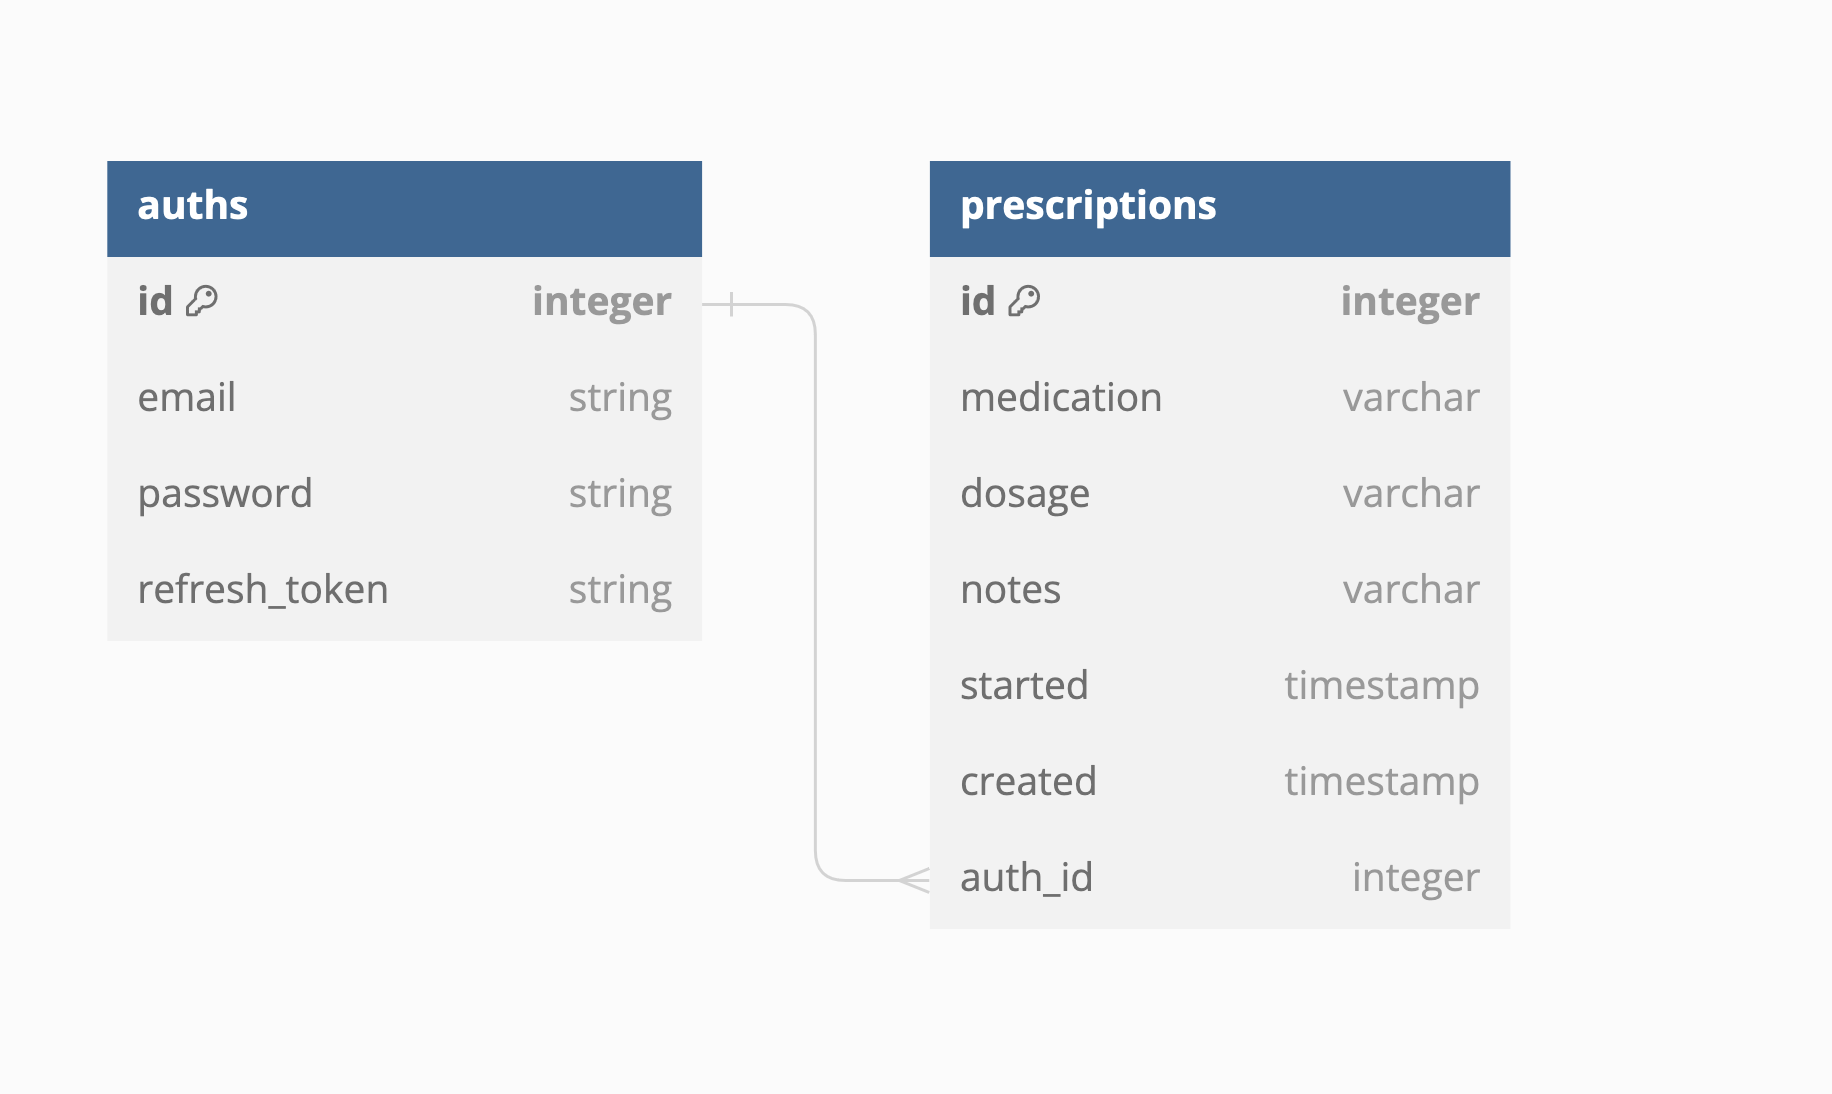 auths
id integer
email string
password string
refresh_token string
prescriptions
id integer
medication varchar
dosage varchar
notes varchar
started timestamp
created timestamp
auth_id integer